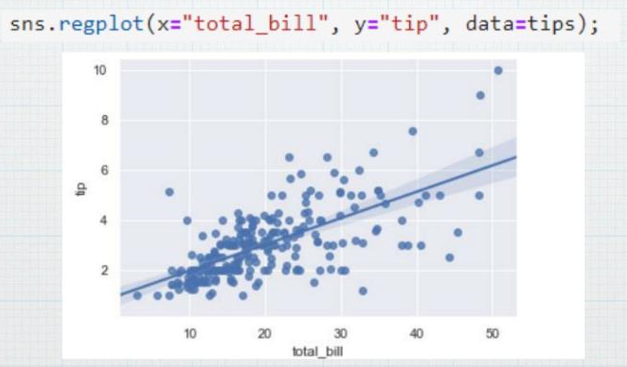 sns.regplot(x="total_bill", y="tip", data=tips);
10
8
6
4
2
tip
10 20 30 40 50
total_bill